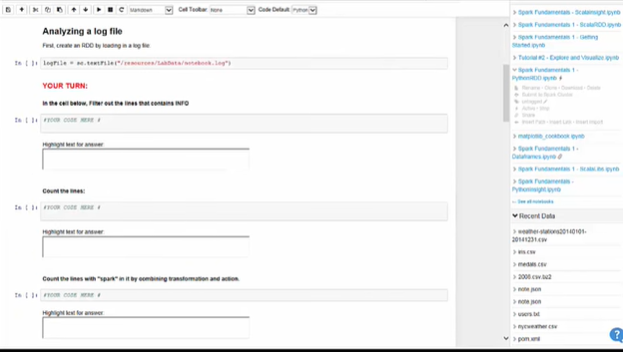 Markdown
Cell Toolbar: None
Code Default: Python
Analyzing a log file
First, create an RDD by loading in a log file:
In [ ]: logFile = sc.textFile("/resources/LabData/notebook.log")
YOUR TURN:
In the cell below, Filter out the lines that contains INFO
In [ ]: #YOUR CODE HERE #
Highlight text for answer:
Count the lines:
In [ ]: #YOUR CODE HERE #
Highlight text for answer:
Count the lines with "spark" in it by combining transformation and action.
In [ ]: #YOUR CODE HERE #
Highlight text for answer:
Spark Fundamentals - ScalaInsight.ipynb
Spark Fundamentals 1 - ScalaRDD.ipynb
Spark Fundamentals 1 - Getting
Started.ipynb
Tutorial #2 - Explore and Visualize.ipynb
Spark Fundamentals 1 -
PythonRDD.ipynb
Rename - Clone - Download - Delete
Submit to Spark Cluster
Share
matplotlib_cookbook.ipynb
Spark Fundamentals 1 -
Dataframes.ipynb
Spark Fundamentals 1 - ScalaLibs.ipynb
Spark Fundamentals -
PythonInsight.ipynb
See all notebooks
Recent Data
weather-stations20140101-
20141231.csv
iris.csv
medals.csv
2008.csv.bz2
note.json
note.json
users.txt
nycweather.csv
pom.xml
?